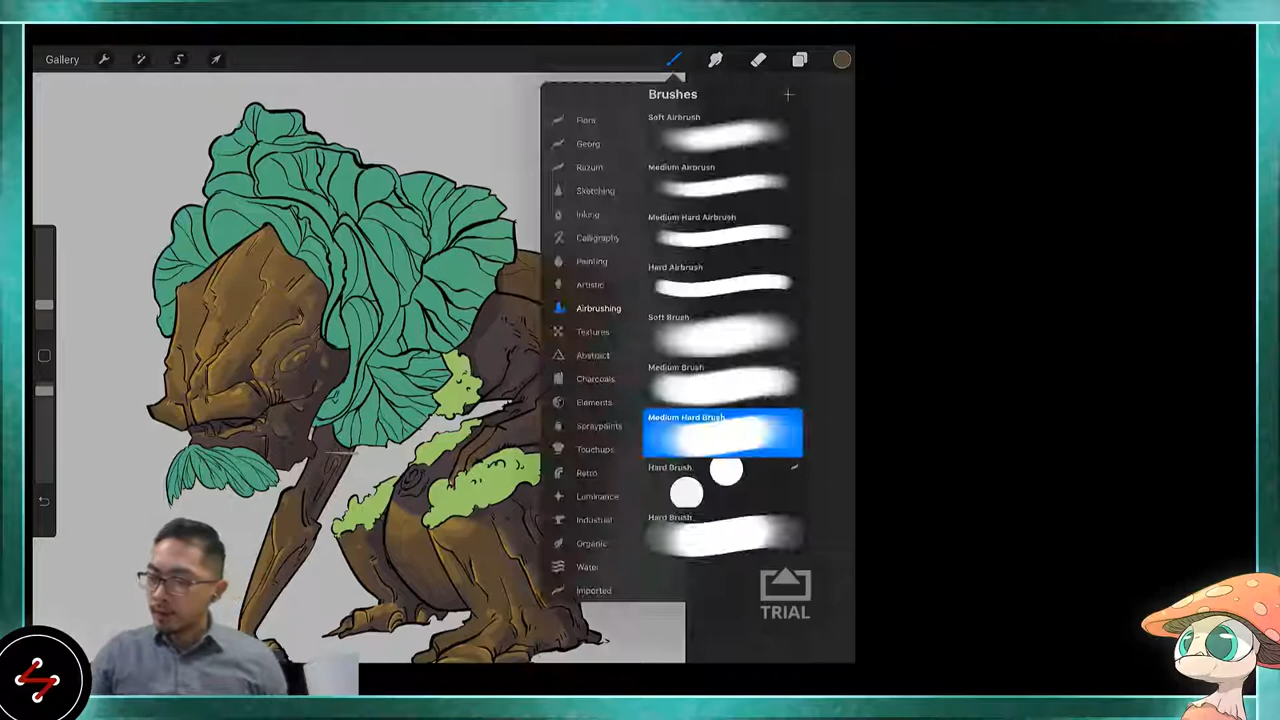 Gallery
Brushes
Soft Airbrush
Medium Airbrush
Medium Hard Airbrush
Hard Airbrush
Soft Brush
Medium Brush
Medium Hard Brush
Hard Brush
Hard Brush
Flora
Georg
Razum
Sketching
Inking
Calligraphy
Painting
Artistic
Airbrushing
Textures
Abstract
Charcoals
Elements
Spraypaints
Touchups
Retro
Luminance
Industrial
Organic
Water
Imported
TRIAL